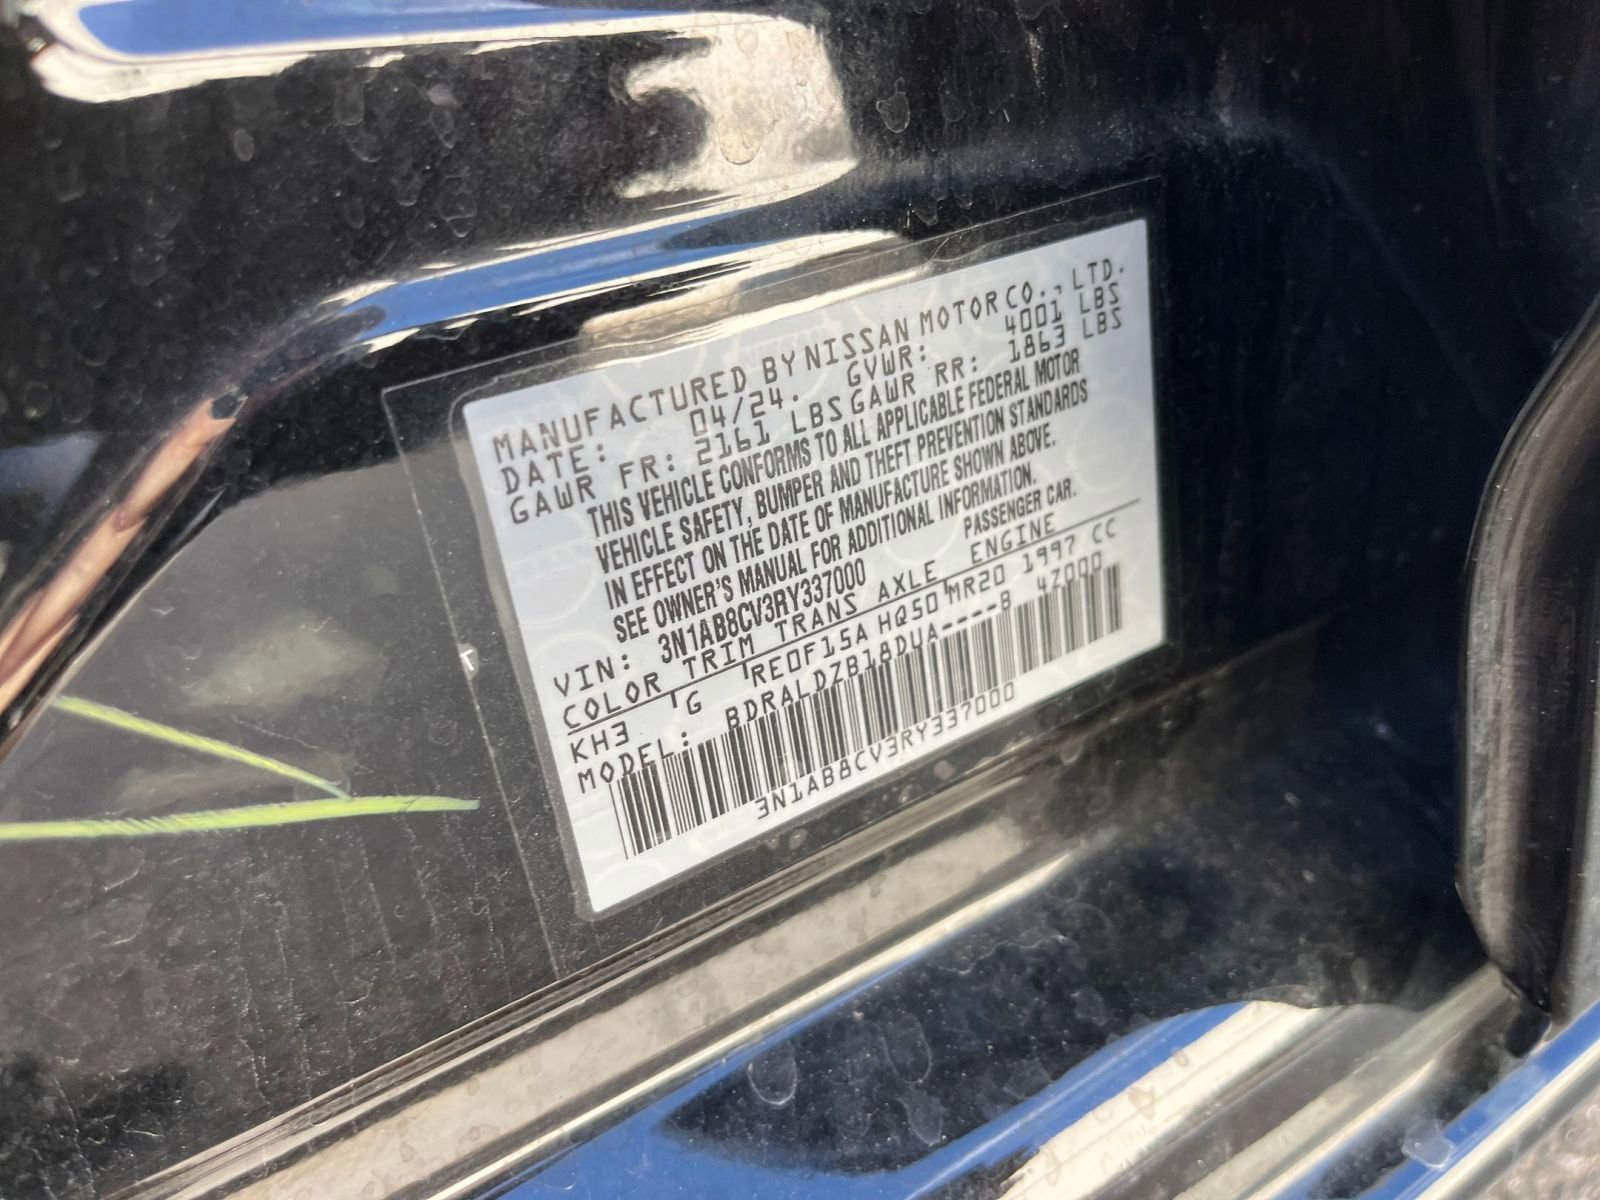 MANUFACTURED BY NISSAN MOTOR CO., LTD.
DATE: 04/24. GVWR: 4001 LBS
GAWR FR: 2161 LBS GAWR RR: 1863 LBS
THIS VEHICLE CONFORMS TO ALL APPLICABLE FEDERAL MOTOR
VEHICLE SAFETY, BUMPER AND THEFT PREVENTION STANDARDS
IN EFFECT ON THE DATE OF MANUFACTURE SHOWN ABOVE.
SEE OWNER'S MANUAL FOR ADDITIONAL INFORMATION.
VIN: 3N1AB8CV3RY337000 PASSENGER CAR.
COLOR TRIM TRANS AXLE ENGINE
KH3 G RE0F15A HQ50 MR20 1997 CC
MODEL: BDRALDZB18DUA----B 4Z000
3N1AB8CV3RY337000